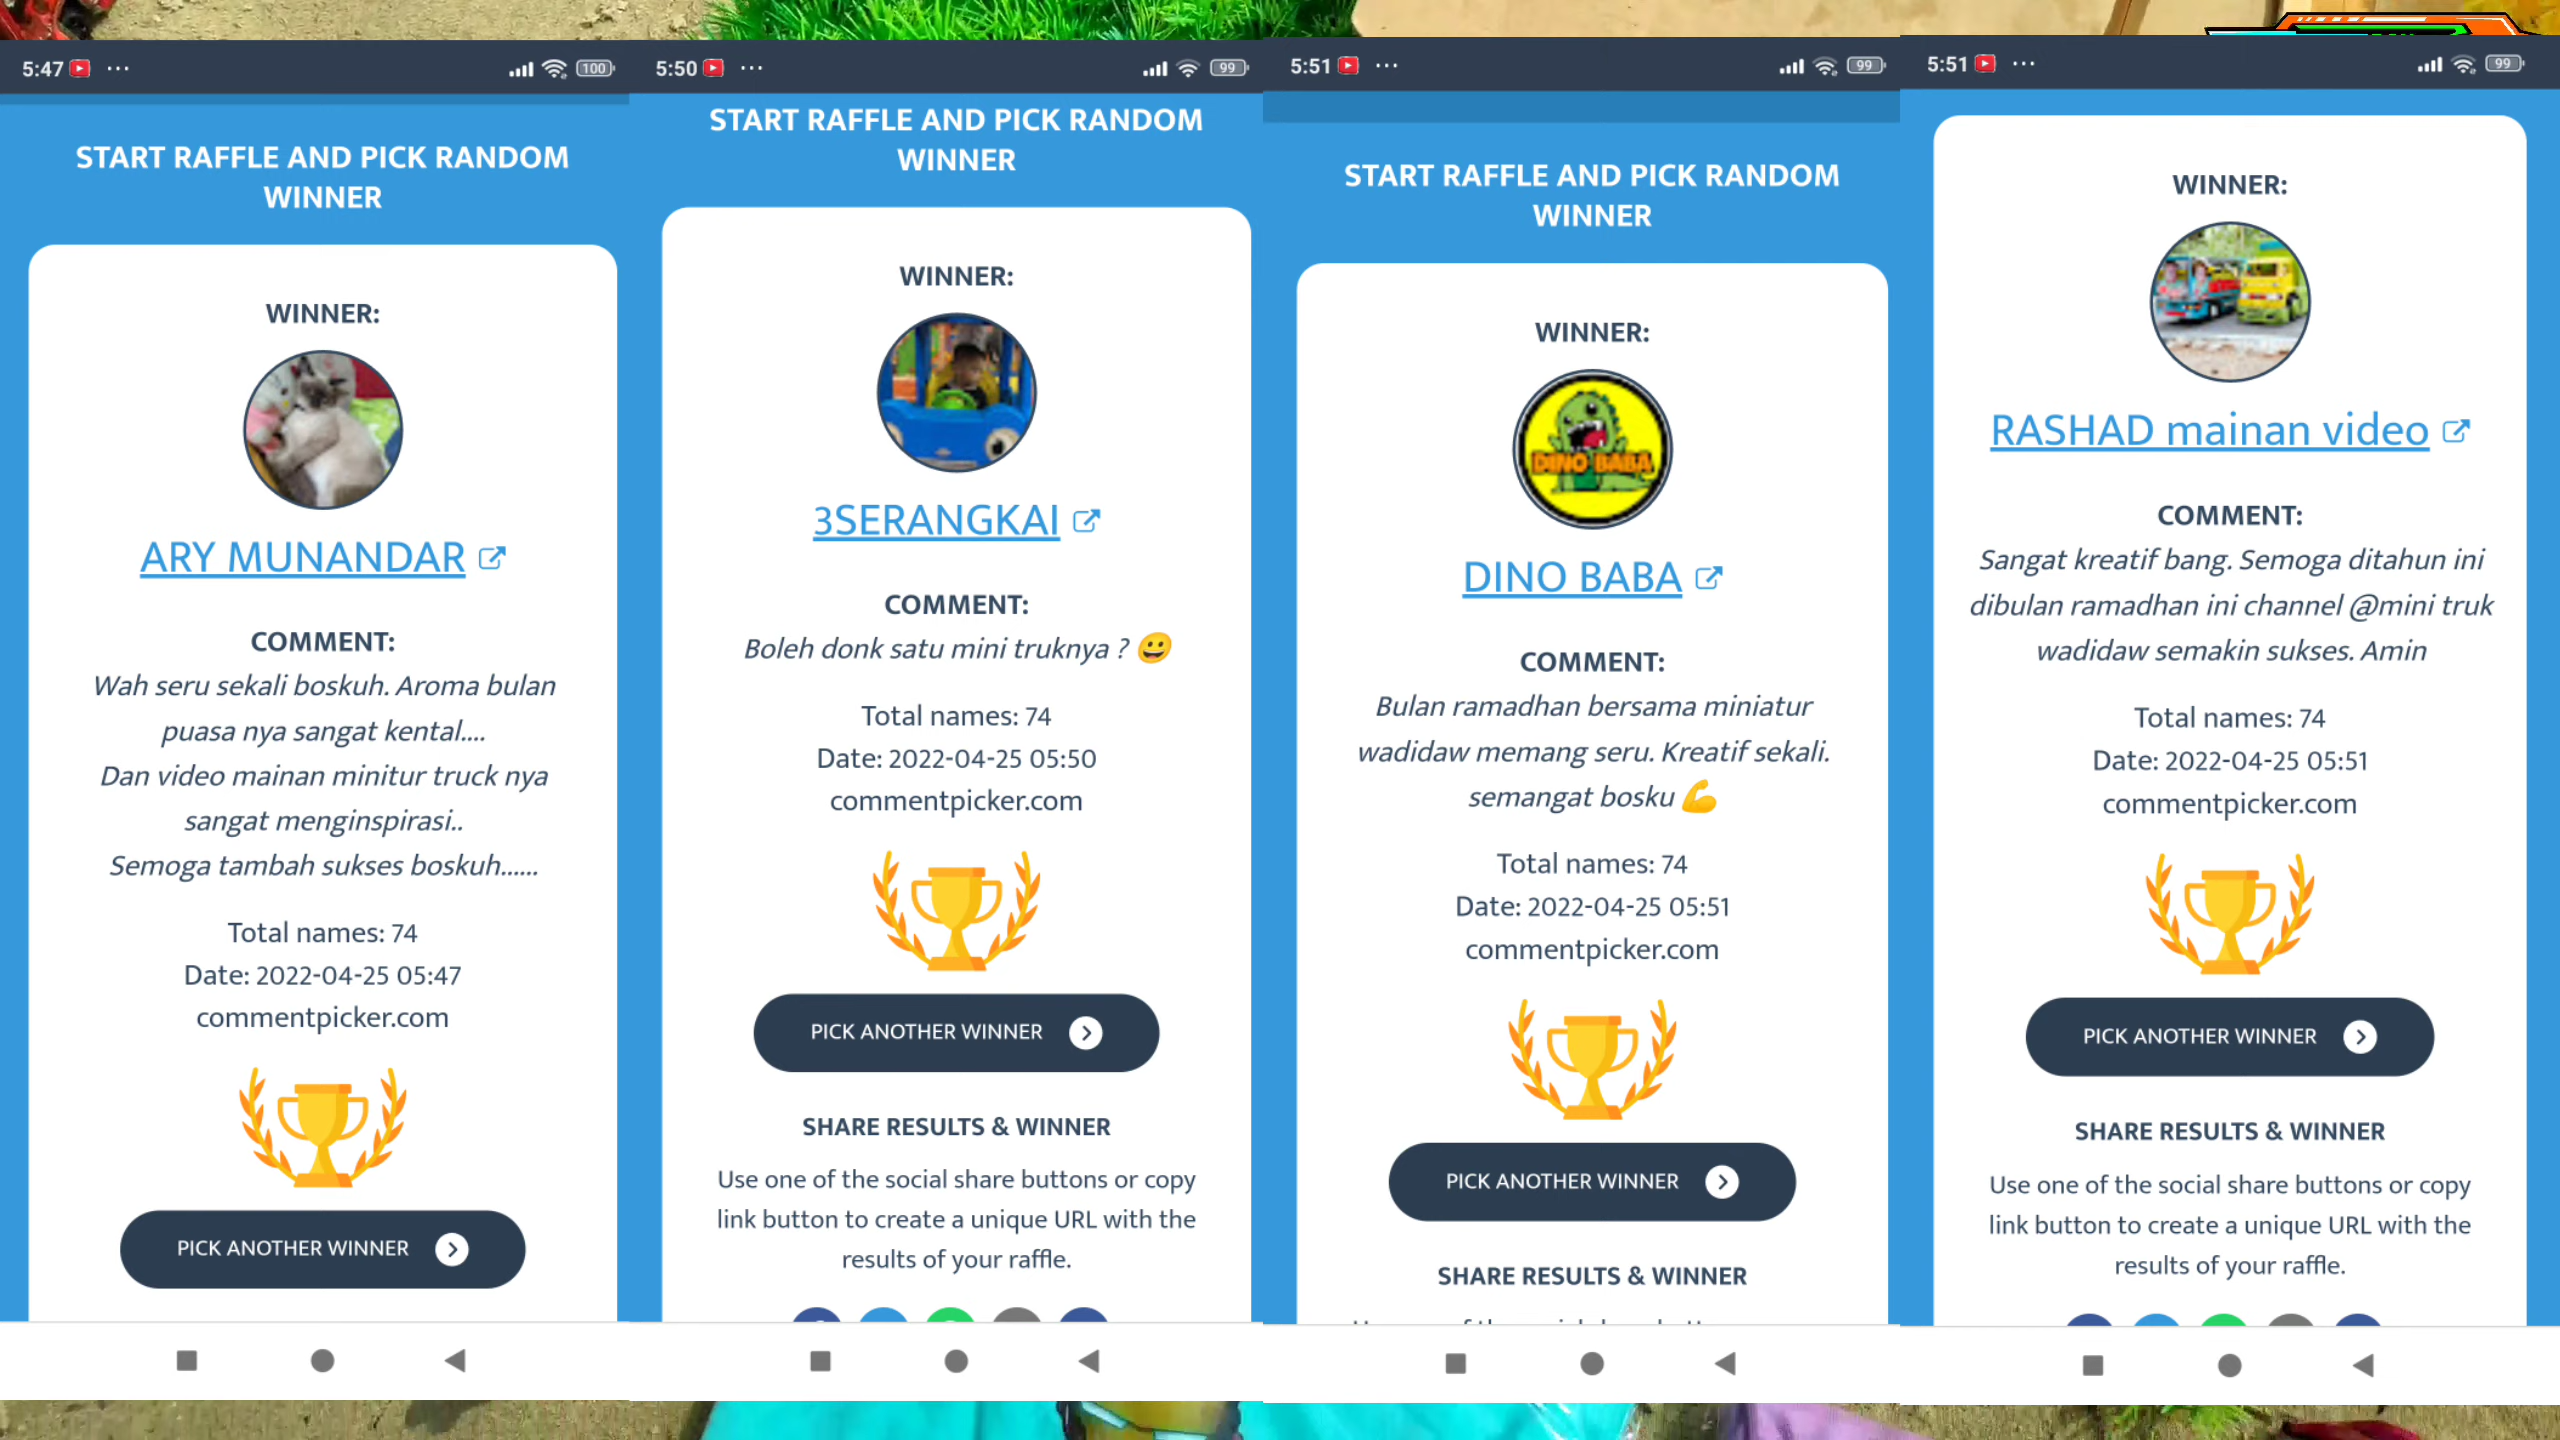 5:47
100
START RAFFLE AND PICK RANDOM
WINNER
WINNER:
ARY MUNANDAR
COMMENT:
Wah seru sekali boskuh. Aroma bulan
puasa nya sangat kental....
Dan video mainan minitur truck nya
sangat menginspirasi..
Semoga tambah sukses boskuh......
Total names: 74
Date: 2022-04-25 05:47
commentpicker.com
PICK ANOTHER WINNER
5:50
99
START RAFFLE AND PICK RANDOM
WINNER
WINNER:
3SERANGKAI
COMMENT:
Boleh donk satu mini truknya ? 😀
Total names: 74
Date: 2022-04-25 05:50
commentpicker.com
PICK ANOTHER WINNER
SHARE RESULTS & WINNER
Use one of the social share buttons or copy
link button to create a unique URL with the
results of your raffle.
5:51
99
START RAFFLE AND PICK RANDOM
WINNER
WINNER:
DINO BABA
DINO BABA
COMMENT:
Bulan ramadhan bersama miniatur
wadidaw memang seru. Kreatif sekali.
semangat bosku 💪
Total names: 74
Date: 2022-04-25 05:51
commentpicker.com
PICK ANOTHER WINNER
SHARE RESULTS & WINNER
5:51
99
WINNER:
RASHAD mainan video
COMMENT:
Sangat kreatif bang. Semoga ditahun ini
dibulan ramadhan ini channel @mini truk
wadidaw semakin sukses. Amin
Total names: 74
Date: 2022-04-25 05:51
commentpicker.com
PICK ANOTHER WINNER
SHARE RESULTS & WINNER
Use one of the social share buttons or copy
link button to create a unique URL with the
results of your raffle.